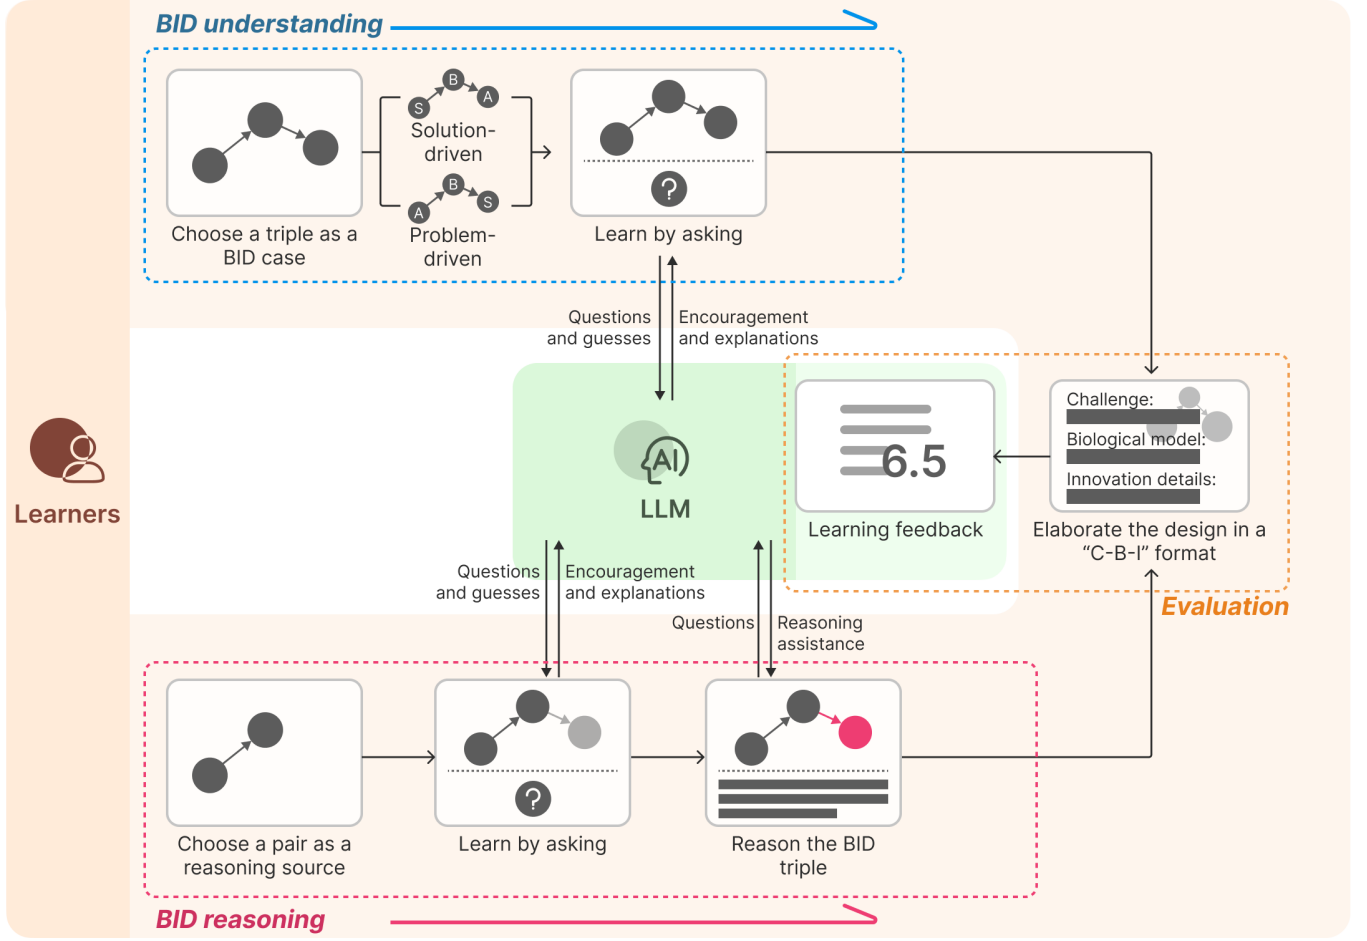 BID understanding
S
B
A
Solution-
driven
A
B
S
Problem-
driven
?
Choose a triple as a
BID case
Learn by asking
Questions
and guesses
Encouragement
and explanations
Learners
AI
LLM
6.5
Learning feedback
Challenge:
Biological model:
Innovation details:
Elaborate the design in a
“C-B-I” format
Evaluation
Questions
and guesses
Encouragement
and explanations
Questions
Reasoning
assistance
?
Choose a pair as a
reasoning source
Learn by asking
Reason the BID
triple
BID reasoning